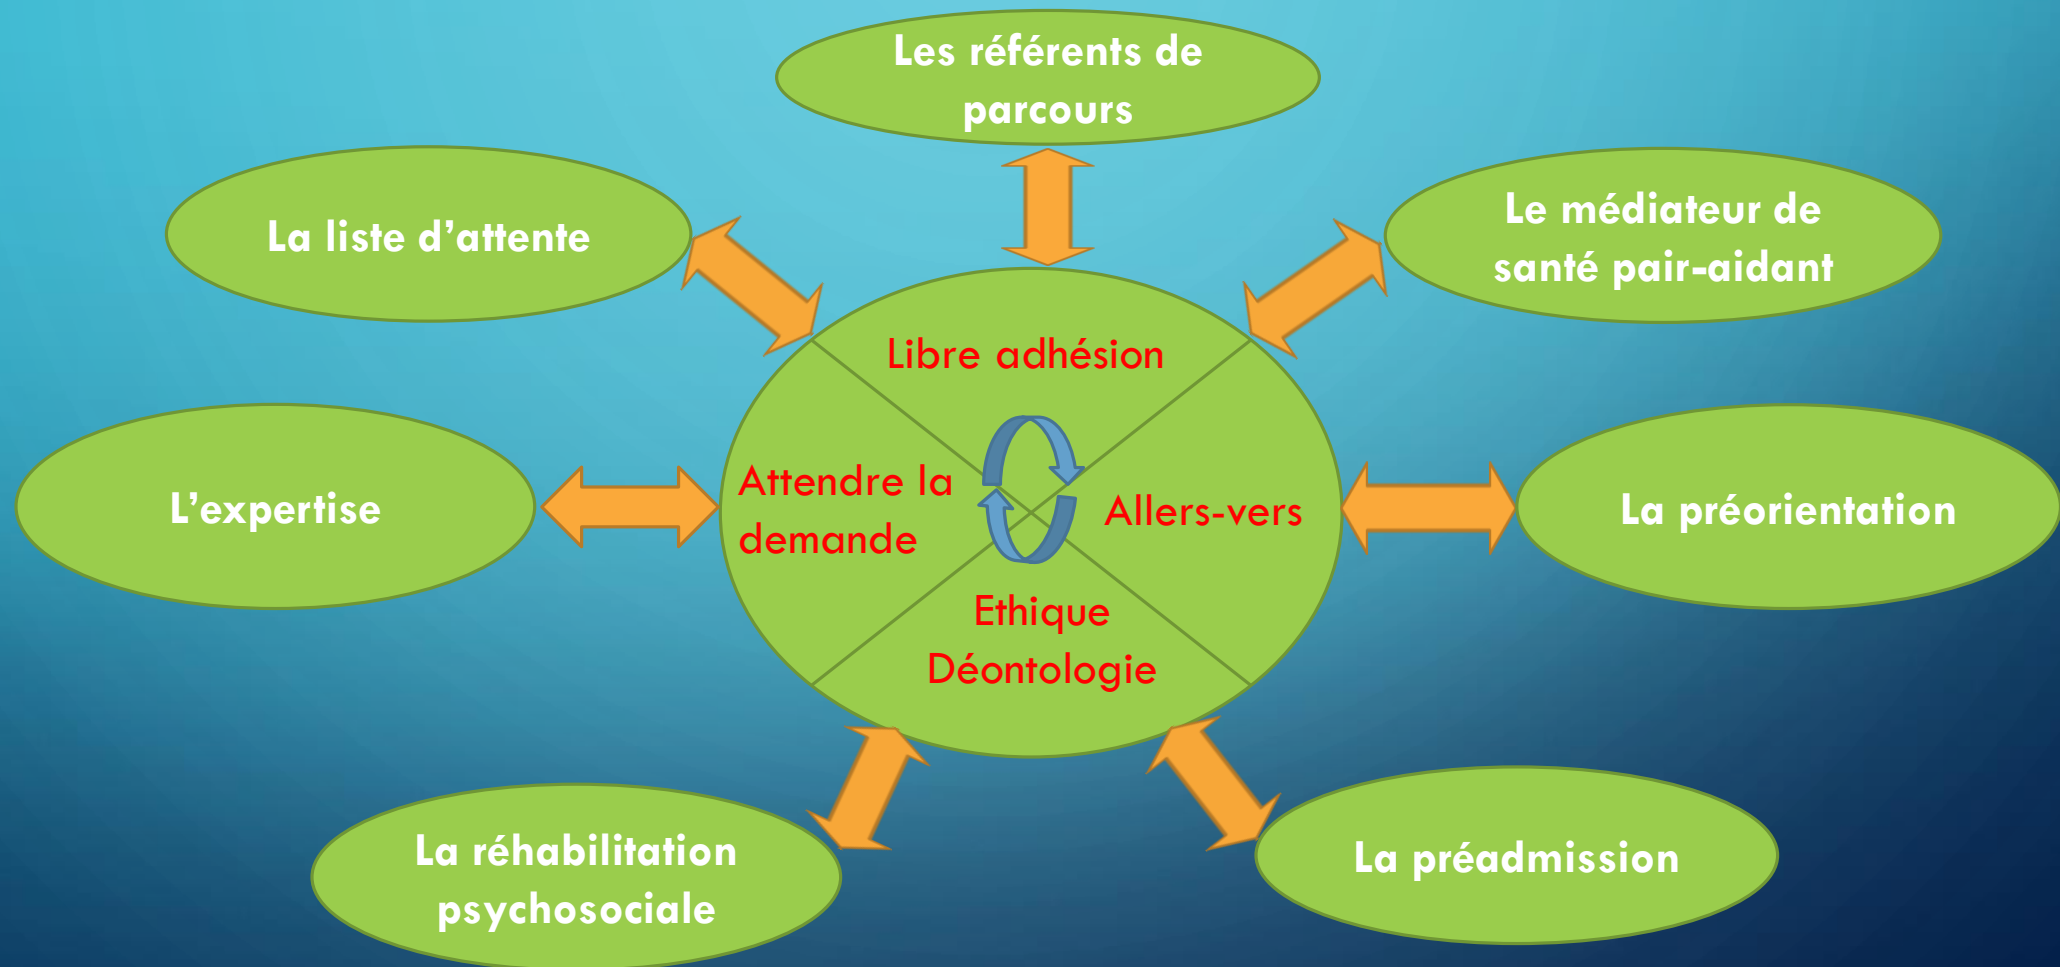 Les référents de
parcours
La liste d’attente
Le médiateur de
santé pair-aidant
Libre adhésion
L’expertise
Attendre la
demande
Allers-vers
La préorientation
Ethique
Déontologie
La réhabilitation
psychosociale
La préadmission